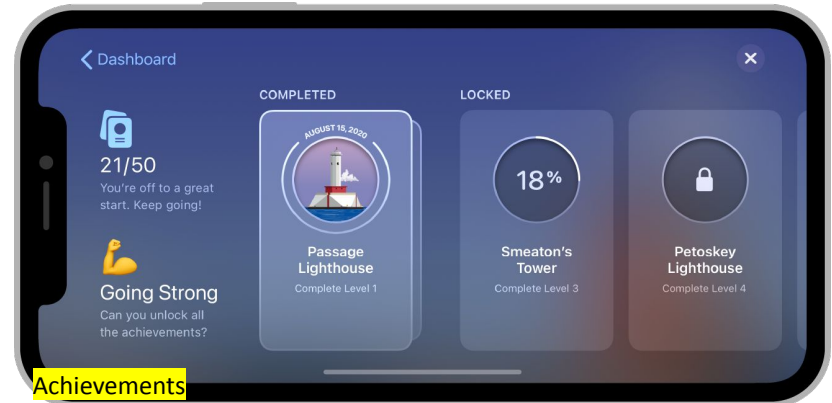 Dashboard
21/50
You're off to a great
start. Keep going!
Going Strong
Can you unlock all
the achievements?
COMPLETED
AUGUST 15, 2020
Passage
Lighthouse
Complete Level 1
LOCKED
18%
Smeaton's
Tower
Complete Level 3
Petoskey
Lighthouse
Complete Level 4
Achievements